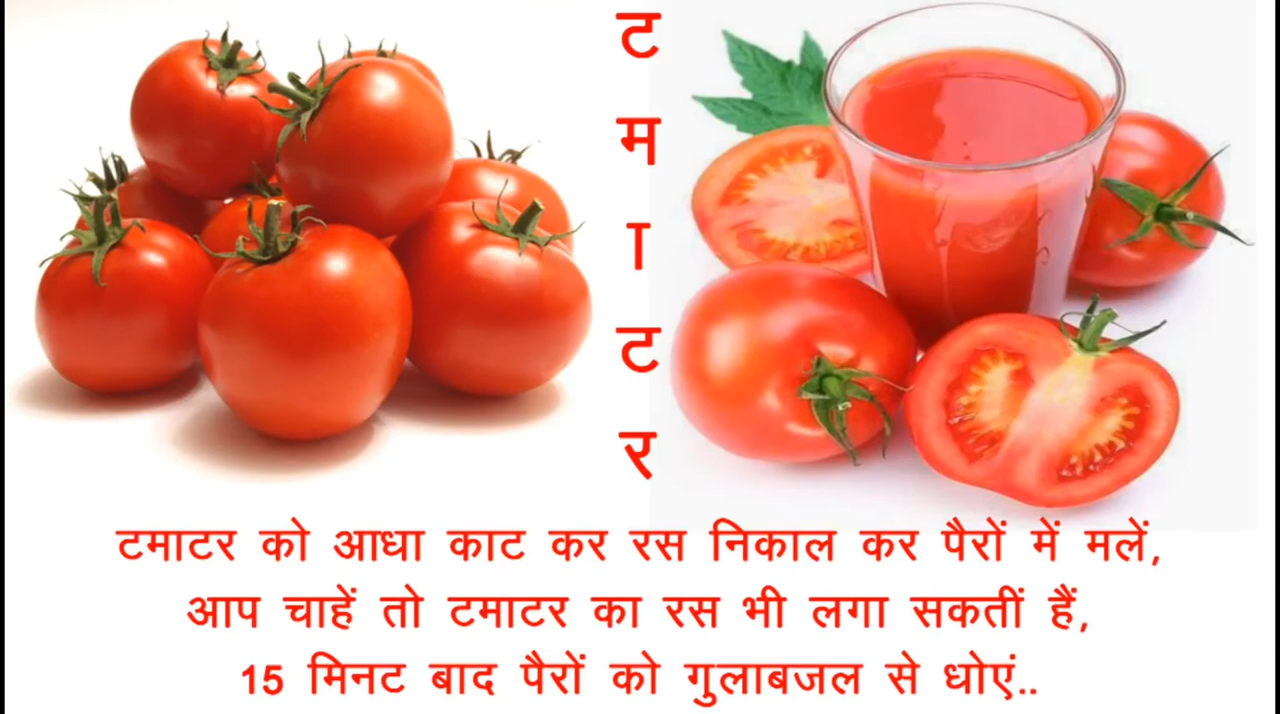 टमाटर
टमाटर को आधा काट कर रस निकाल कर पैरों में मलें,
आप चाहें तो टमाटर का रस भी लगा सकतीं हैं,
15 मिनट बाद पैरों को गुलाबजल से धोएं..